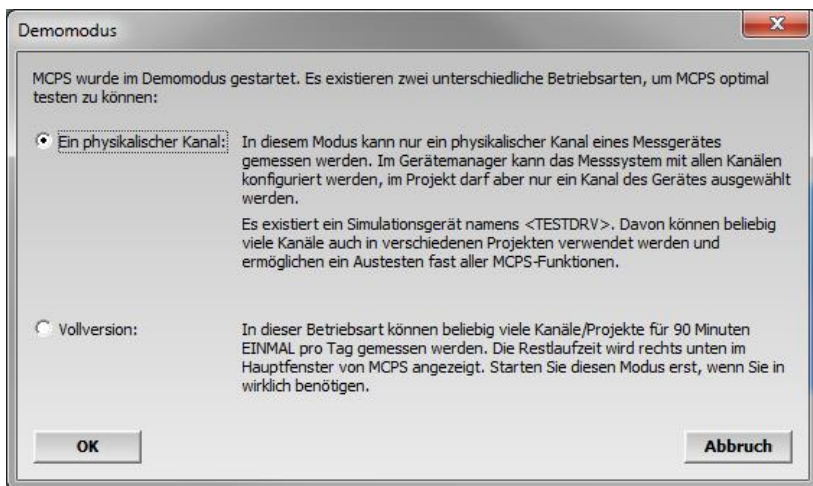 Demomodus
MCPS wurde im Demomodus gestartet. Es existieren zwei unterschiedliche Betriebsarten, um MCPS optimal
testen zu können:
Ein physikalischer Kanal:
In diesem Modus kann nur ein physikalischer Kanal eines Messgerätes
gemessen werden. Im Gerätemanager kann das Messsystem mit allen Kanälen
konfiguriert werden, im Projekt darf aber nur ein Kanal des Gerätes ausgewählt
werden.
Es existiert ein Simulationsgerät namens <TESTDRV>. Davon können beliebig
viele Kanäle auch in verschiedenen Projekten verwendet werden und
ermöglichen ein Austesten fast aller MCPS-Funktionen.
Vollversion:
In dieser Betriebsart können beliebig viele Kanäle/Projekte für 90 Minuten
EINMAL pro Tag gemessen werden. Die Restlaufzeit wird rechts unten im
Hauptfenster von MCPS angezeigt. Starten Sie diesen Modus erst, wenn Sie in
wirklich benötigen.
OK
Abbruch